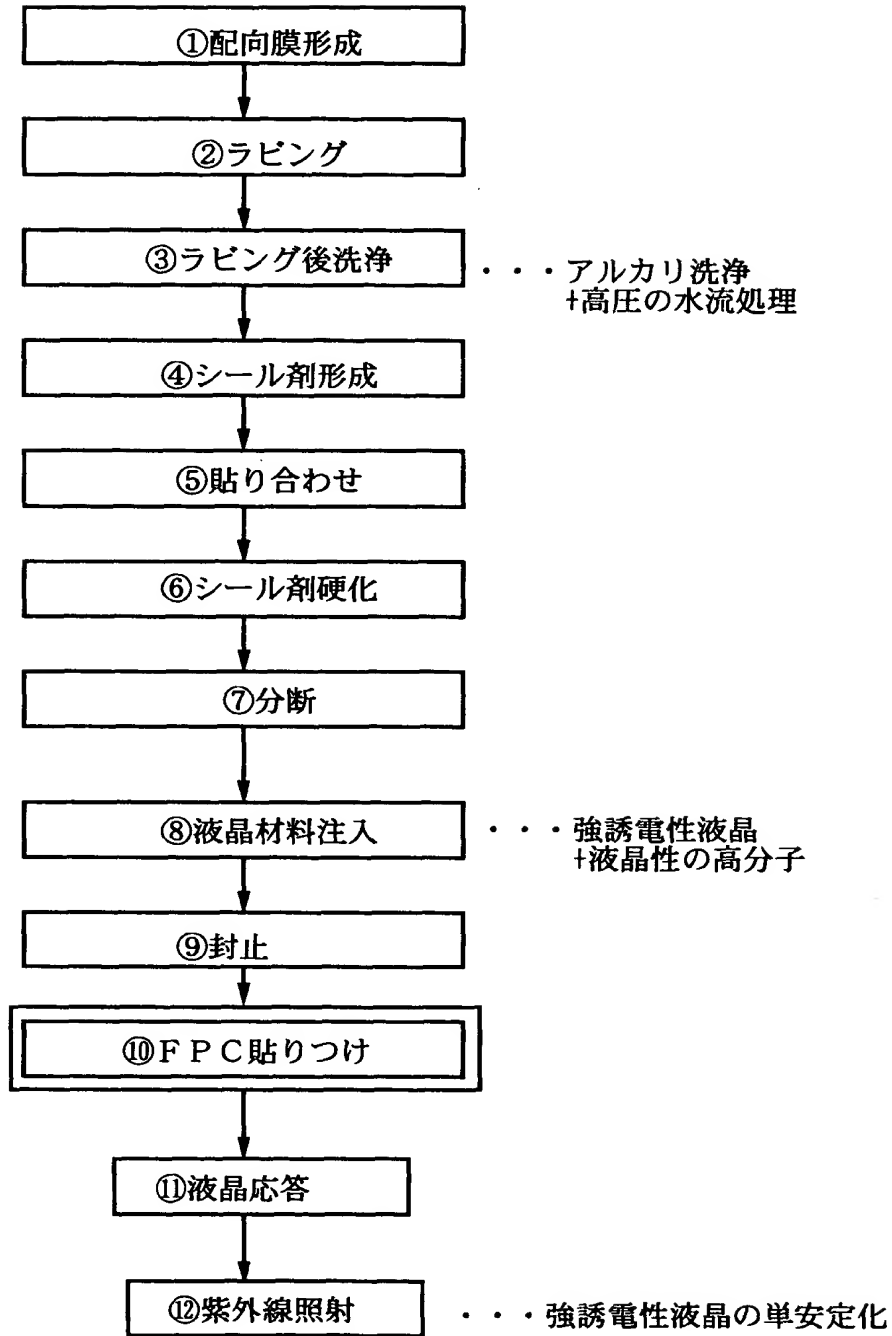 ①配向膜形成
②ラビング
③ラビング後洗浄
・・・アルカリ洗浄
+高圧の水流処理
④シール剤形成
⑤貼り合わせ
⑥シール剤硬化
⑦分断
⑧液晶材料注入
・・・強誘電性液晶
+液晶性の高分子
⑨封止
⑩ＦＰＣ貼りつけ
⑪液晶応答
⑫紫外線照射
・・・強誘電性液晶の単安定化